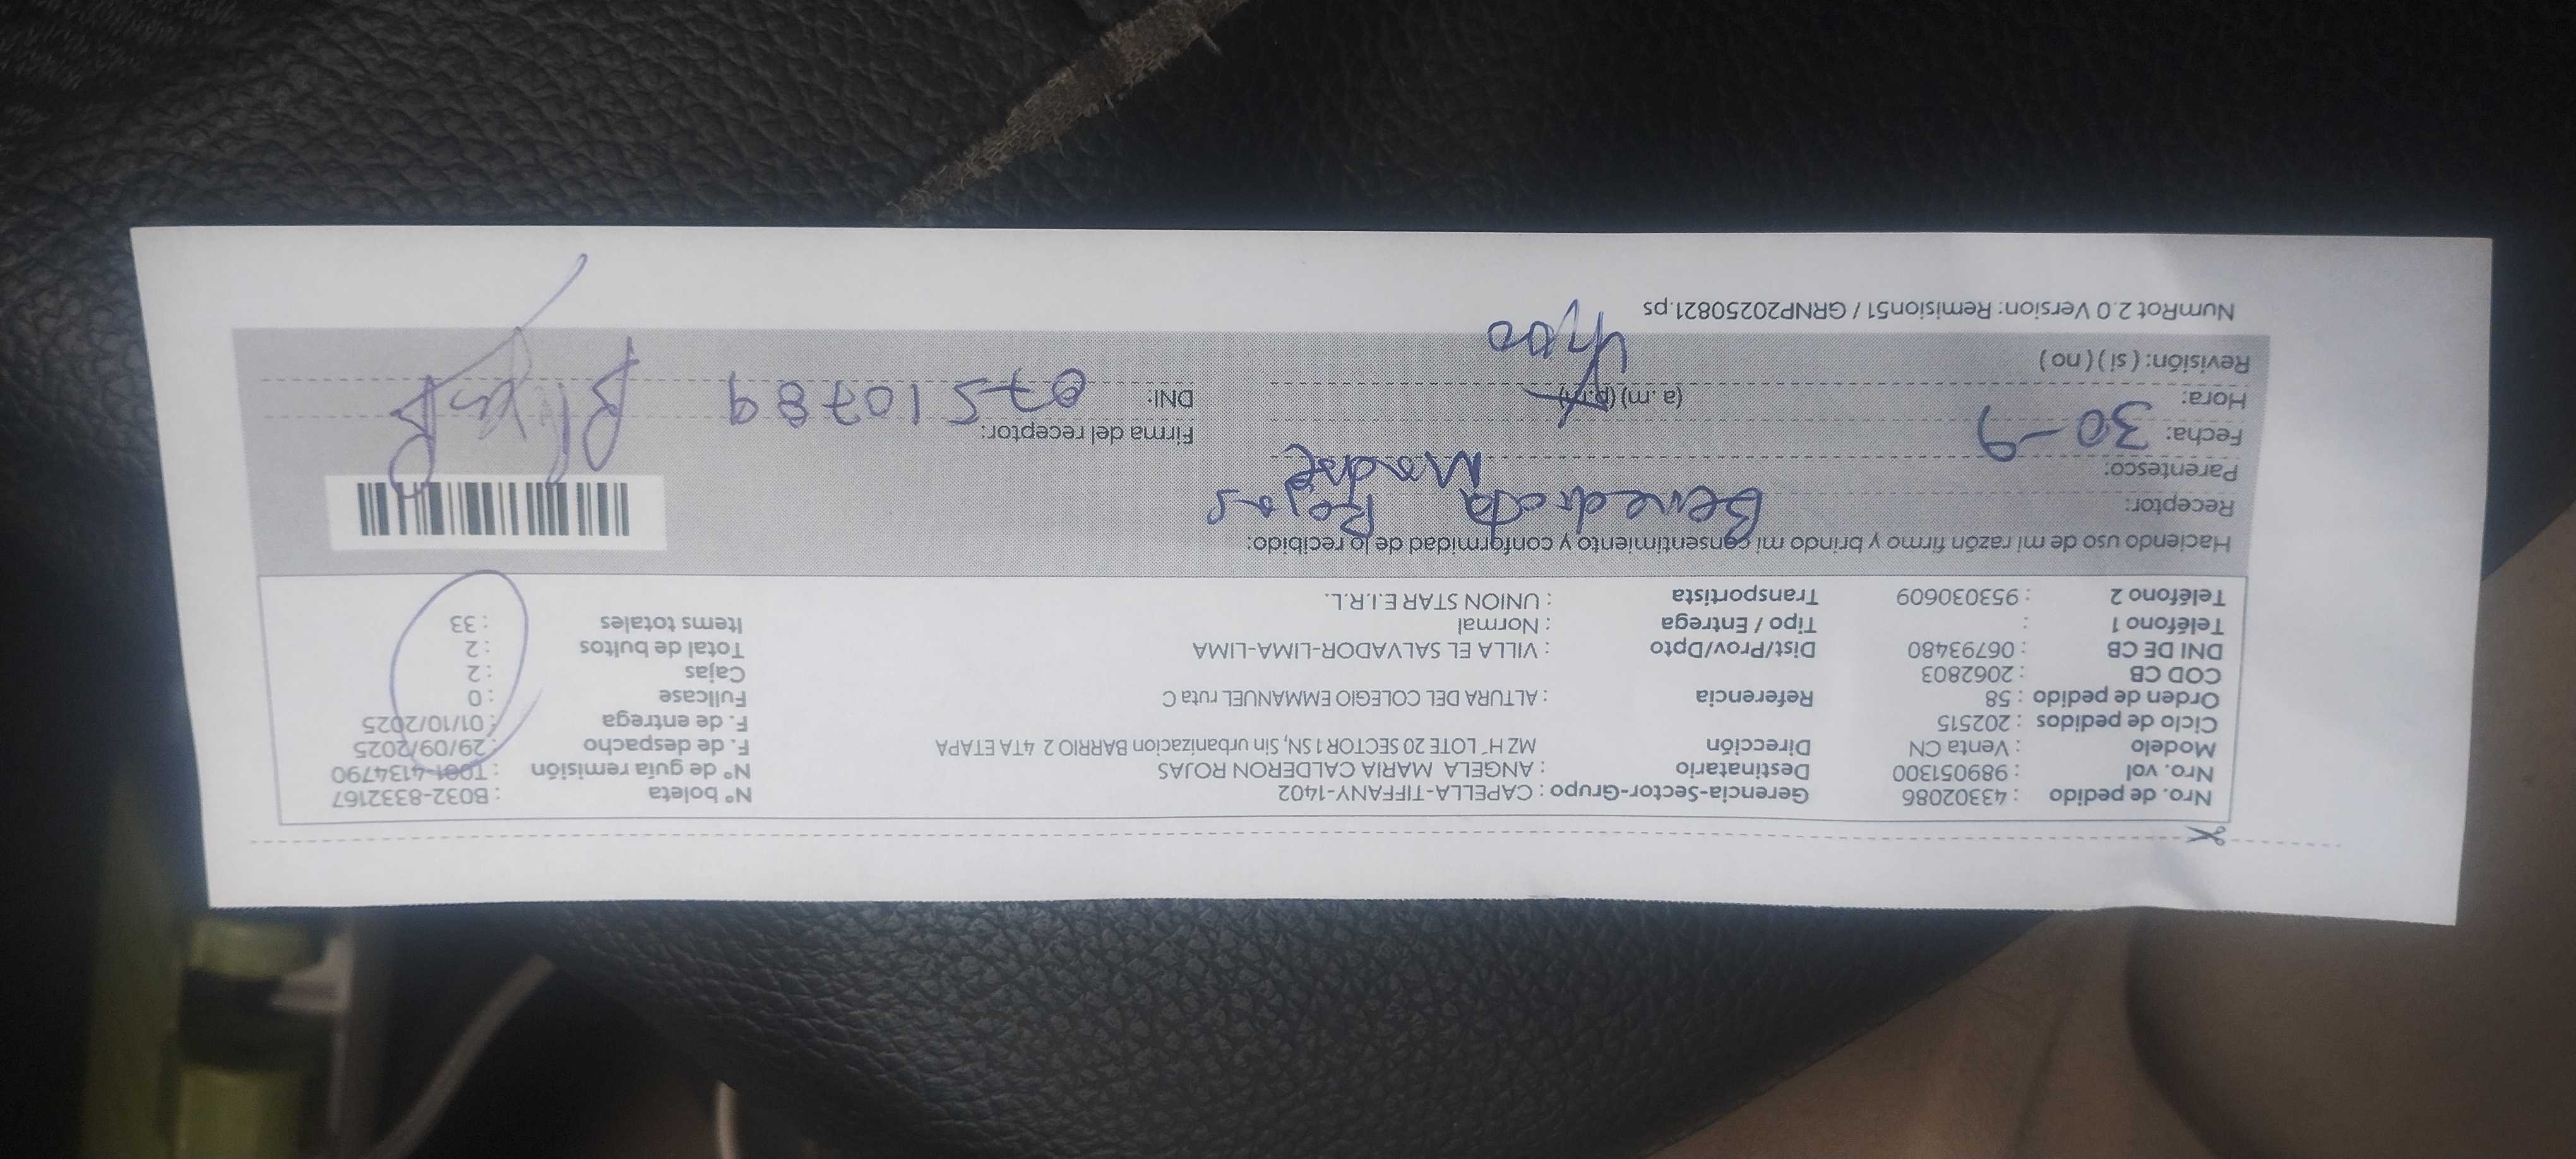 Nro. de pedido : 43302086 Gerencia-Sector-Grupo : CAPELLA-TIFFANY-1402 N° boleta : B032-8332167
Nro. vol : 989051300 Destinatario : ANGELA MARIA CALDERON ROJAS N° de guía remisión : T001-4134790
Modelo : Venta CN Dirección MZ H´ LOTE 20 SECTOR 1 SN, Sin urbanizacion BARRIO 2 4TA ETAPA F. de despacho : 29/09/2025
Ciclo de pedidos : 202515 F. de entrega : 01/10/2025
Orden de pedido : 58 Referencia : ALTURA DEL COLEGIO EMMANUEL ruta C Fullcase : 0
COD CB : 2062803 Cajas : 2
DNI DE CB : 06793480 Dist/Prov/Dpto : VILLA EL SALVADOR-LIMA-LIMA Total de bultos : 2
Teléfono 1 : Tipo / Entrega : Normal Items totales : 33
Teléfono 2 : 953030609 Transportista : UNION STAR E.I.R.L.
Haciendo uso de mi razón firmo y brindo mi consentimiento y conformidad de lo recibido:
Receptor: Benedicta Rojas
Parentesco: Madre
Fecha: 30-9 Firma del receptor:
Hora: (a. m) (p. m) DNI: 07510789
4:00
Revisión: ( si ) ( no )
NumRot 2.0 Version: Remision51 / GRNP20250821.ps